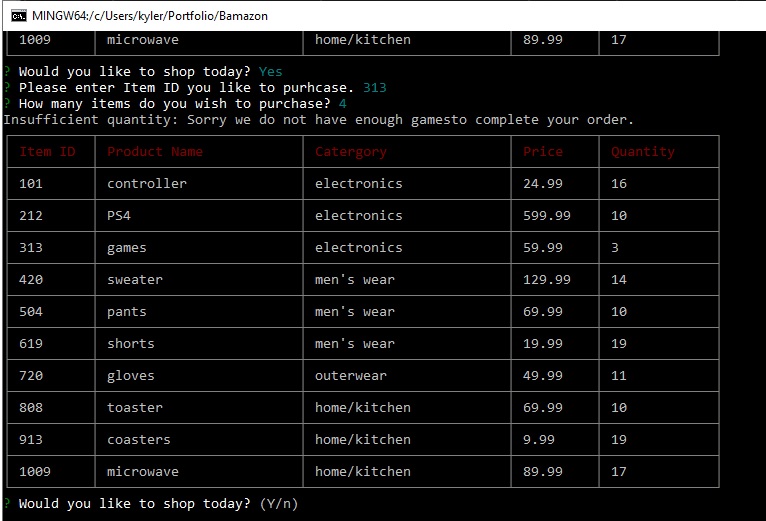 MINGW64:/c/Users/kyler/Portfolio/Bamazon
1009 microwave home/kitchen 89.99 17
? Would you like to shop today? Yes
? Please enter Item ID you like to purhcase. 313
? How many items do you wish to purchase? 4
Insufficient quantity: Sorry we do not have enough gamesto complete your order.
Item ID Product Name Catergory Price Quantity
101 controller electronics 24.99 16
212 PS4 electronics 599.99 10
313 games electronics 59.99 3
420 sweater men's wear 129.99 14
504 pants men's wear 69.99 10
619 shorts men's wear 19.99 19
720 gloves outerwear 49.99 11
808 toaster home/kitchen 69.99 10
913 coasters home/kitchen 9.99 19
1009 microwave home/kitchen 89.99 17
? Would you like to shop today? (Y/n)